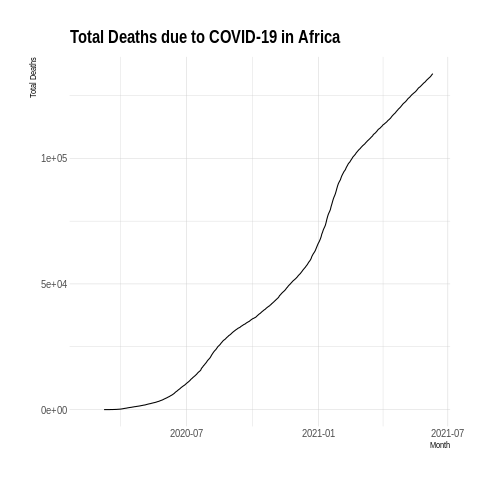 Total Deaths due to COVID-19 in Africa
Total Deaths
1e+05
5e+04
0e+00
2020-07
2021-01
2021-07
Month